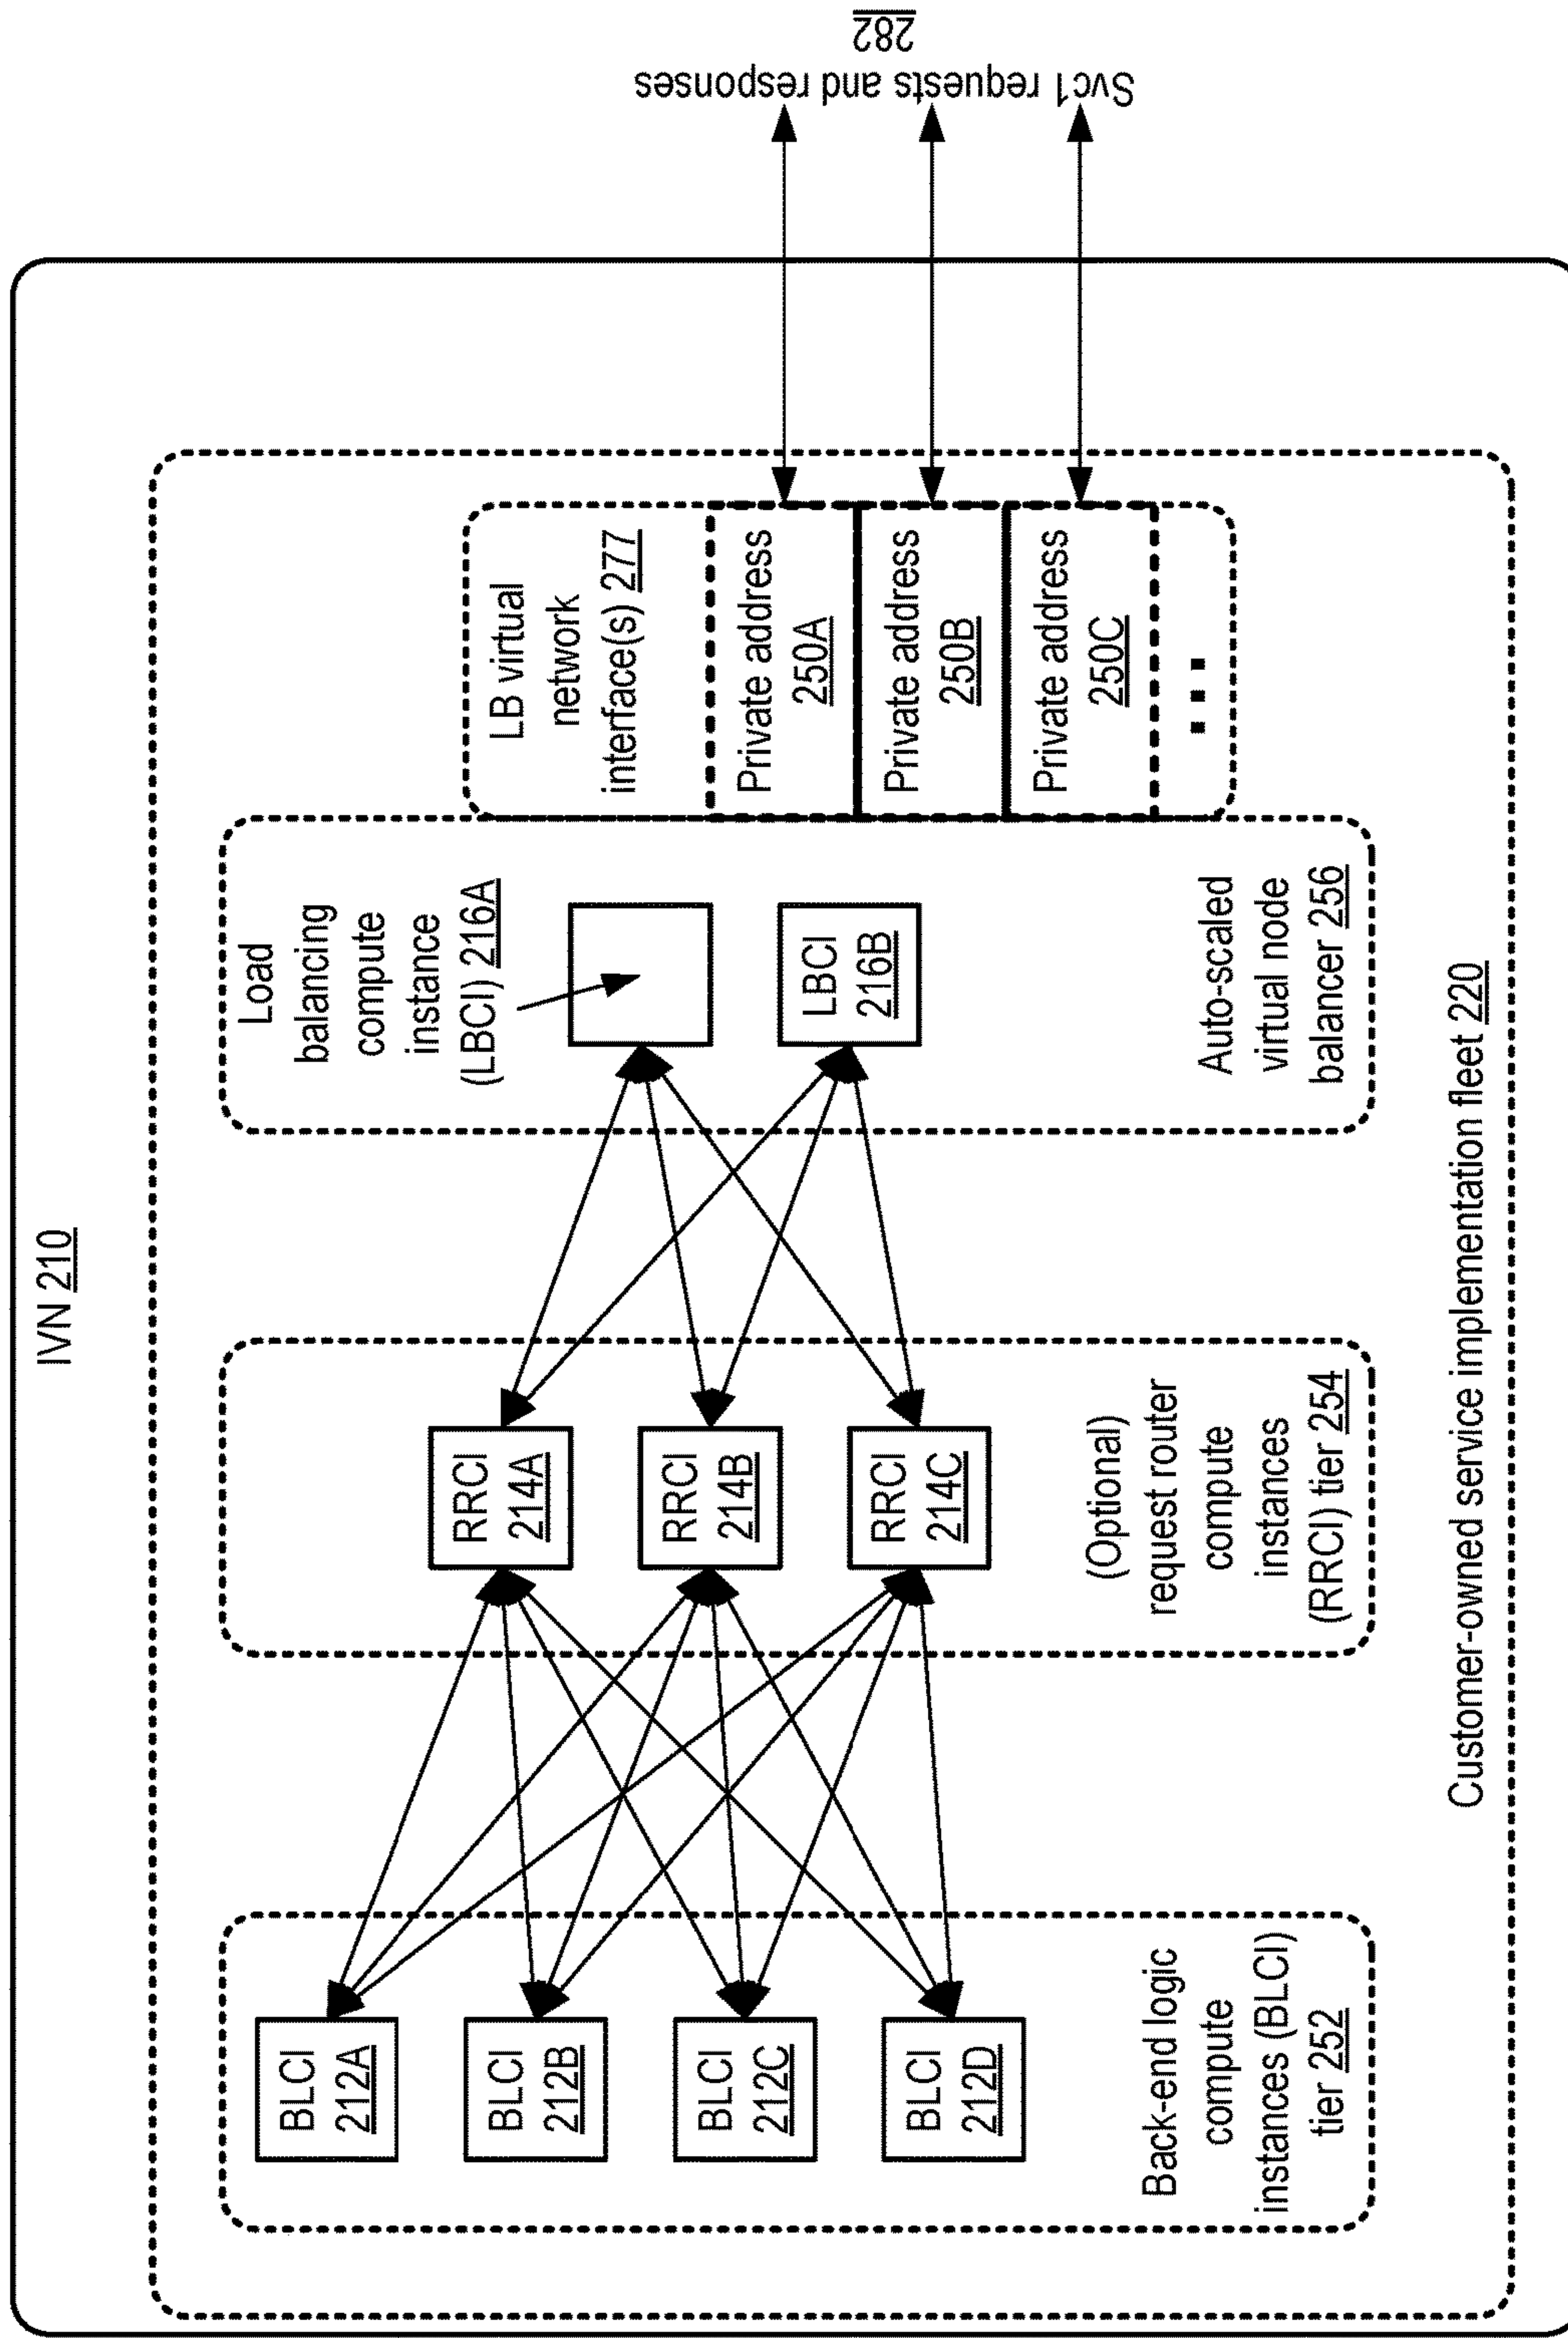 IVN 210
BLCI
212A
BLCI
212B
BLCI
212C
BLCI
212D
Back-end logic
compute
instances (BLCI)
tier 252
RRCI
214A
RRCI
214B
RRCI
214C
(Optional)
request router
compute
instances
(RRCI) tier 254
Load
balancing
compute
instance
(LBCI) 216A
LBCI
216B
Auto-scaled
virtual node
balancer 256
LB virtual
network
interface(s) 277
Private address
250A
Private address
250B
Private address
250C
...
Customer-owned service implementation fleet 220
Svc1 requests and responses
282